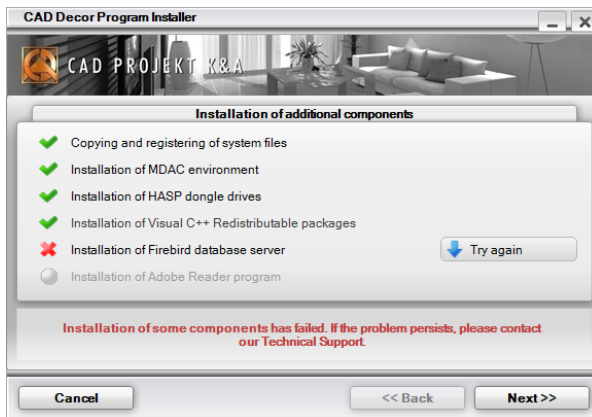 CAD Decor Program Installer
CAD PROJEKT K&A
Installation of additional components
Copying and registering of system files
Installation of MDAC environment
Installation of HASP dongle drives
Installation of Visual C++ Redistributable packages
Installation of Firebird database server
Try again
Installation of Adobe Reader program
Installation of some components has failed. If the problem persists, please contact
our Technical Support.
Cancel
<< Back
Next >>